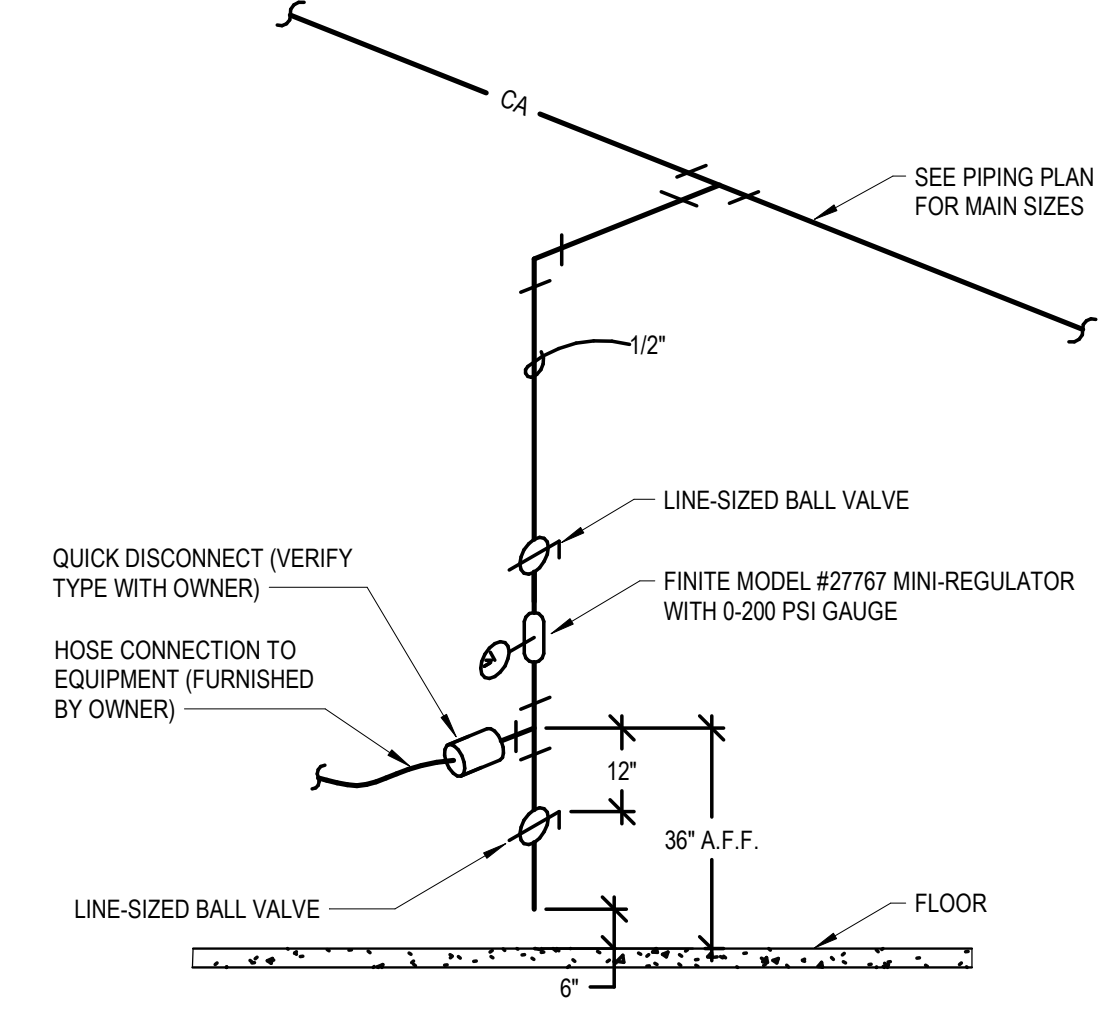 CA
SEE PIPING PLAN
FOR MAIN SIZES
1/2"
LINE-SIZED BALL VALVE
QUICK DISCONNECT (VERIFY
TYPE WITH OWNER)
FINITE MODEL #27767 MINI-REGULATOR
WITH 0-200 PSI GAUGE
HOSE CONNECTION TO
EQUIPMENT (FURNISHED
BY OWNER)
12"
36" A.F.F.
LINE-SIZED BALL VALVE
FLOOR
6"